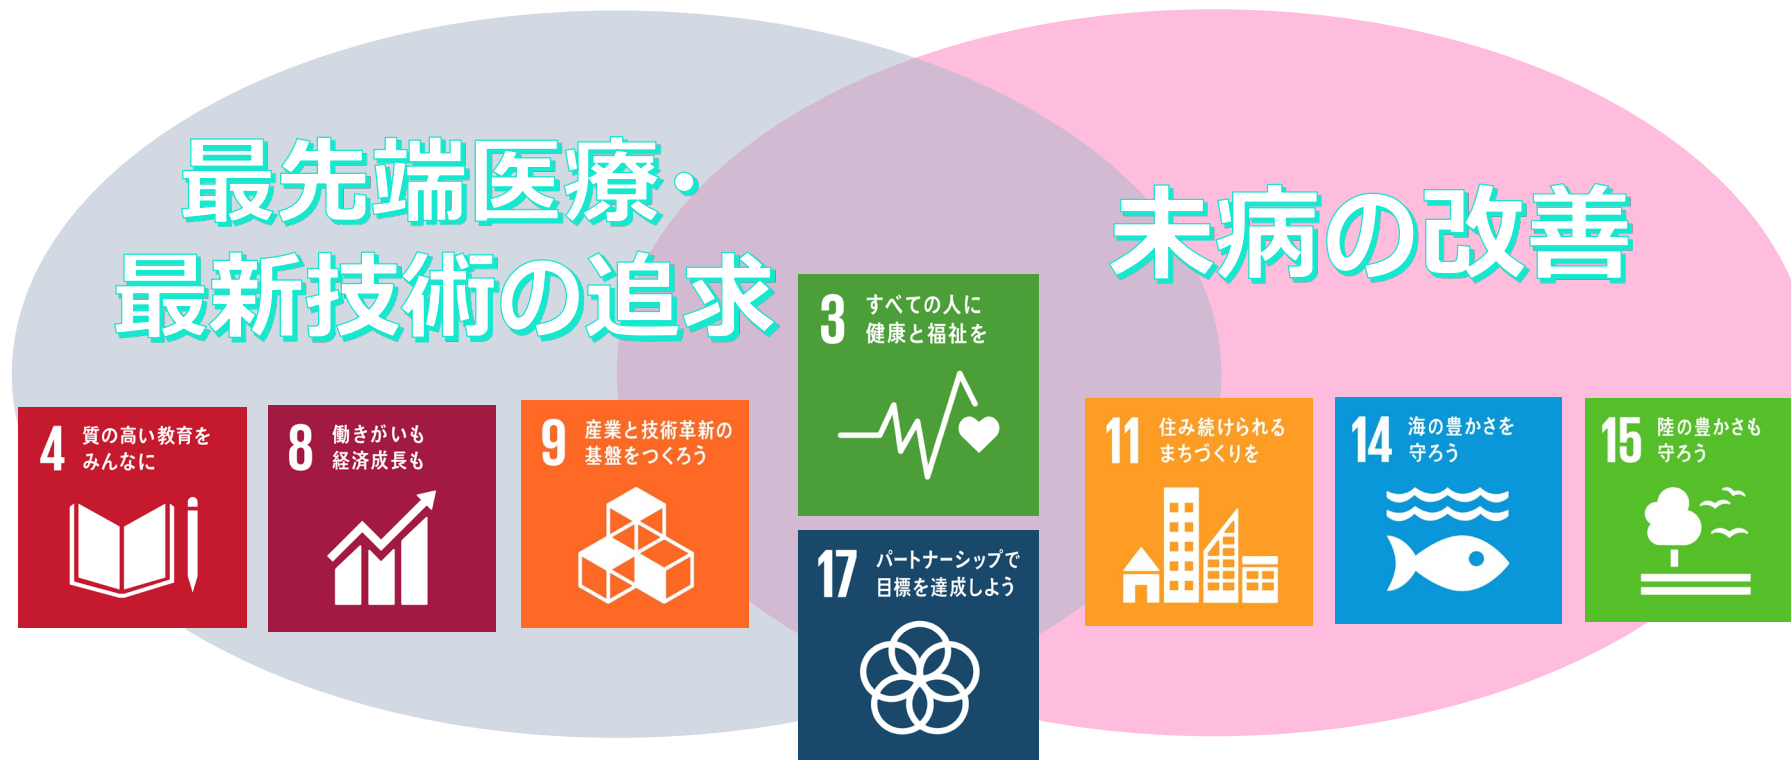 最先端医療・
最新技術の追求
未病の改善
3
すべての人に
健康と福祉を
4
質の高い教育を
みんなに
8
働きがいも
経済成長も
9
産業と技術革新の
基盤をつくろう
17
パートナーシップで
目標を達成しよう
11
住み続けられる
まちづくりを
14
海の豊かさを
守ろう
15
陸の豊かさも
守ろう